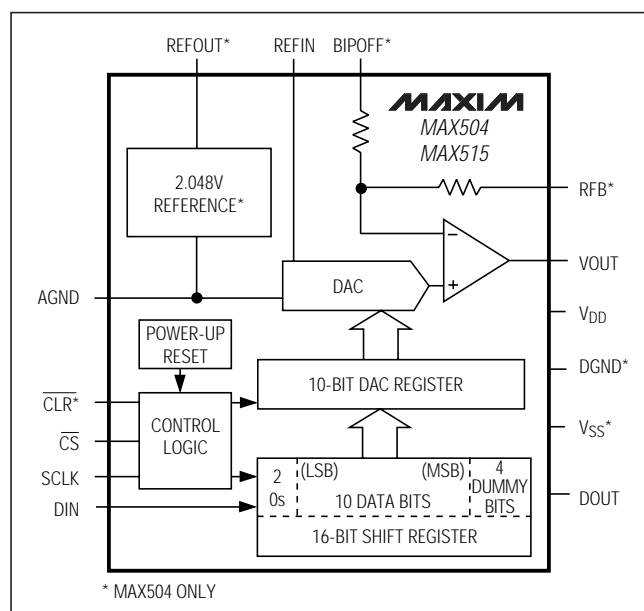 REFOUT* REFIN BIPOFF*
MAXIM
MAX504
MAX515
2.048V
REFERENCE*
RFB*
−
+
VOUT
DAC
AGND
V_DD
POWER-UP
RESET
DGND*
10-BIT DAC REGISTER
CLR*
CONTROL
LOGIC
CS
V_SS*
SCLK
2
0s
(LSB) (MSB)
10 DATA BITS
4
DUMMY
BITS
DOUT
DIN
16-BIT SHIFT REGISTER
* MAX504 ONLY